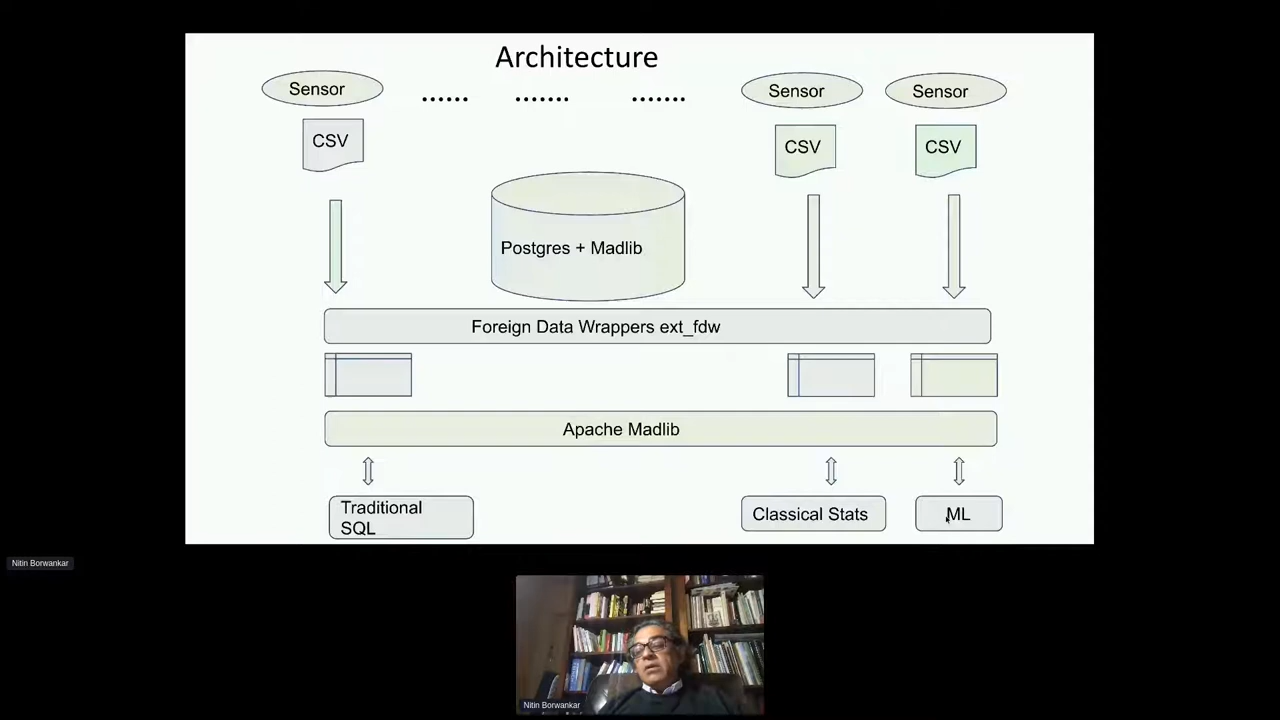 Architecture
Sensor
Sensor
Sensor
CSV
CSV
CSV
Postgres + Madlib
Foreign Data Wrappers ext_fdw
Apache Madlib
Traditional
SQL
Classical Stats
ML
Nitin Borwankar
Nitin Borwankar